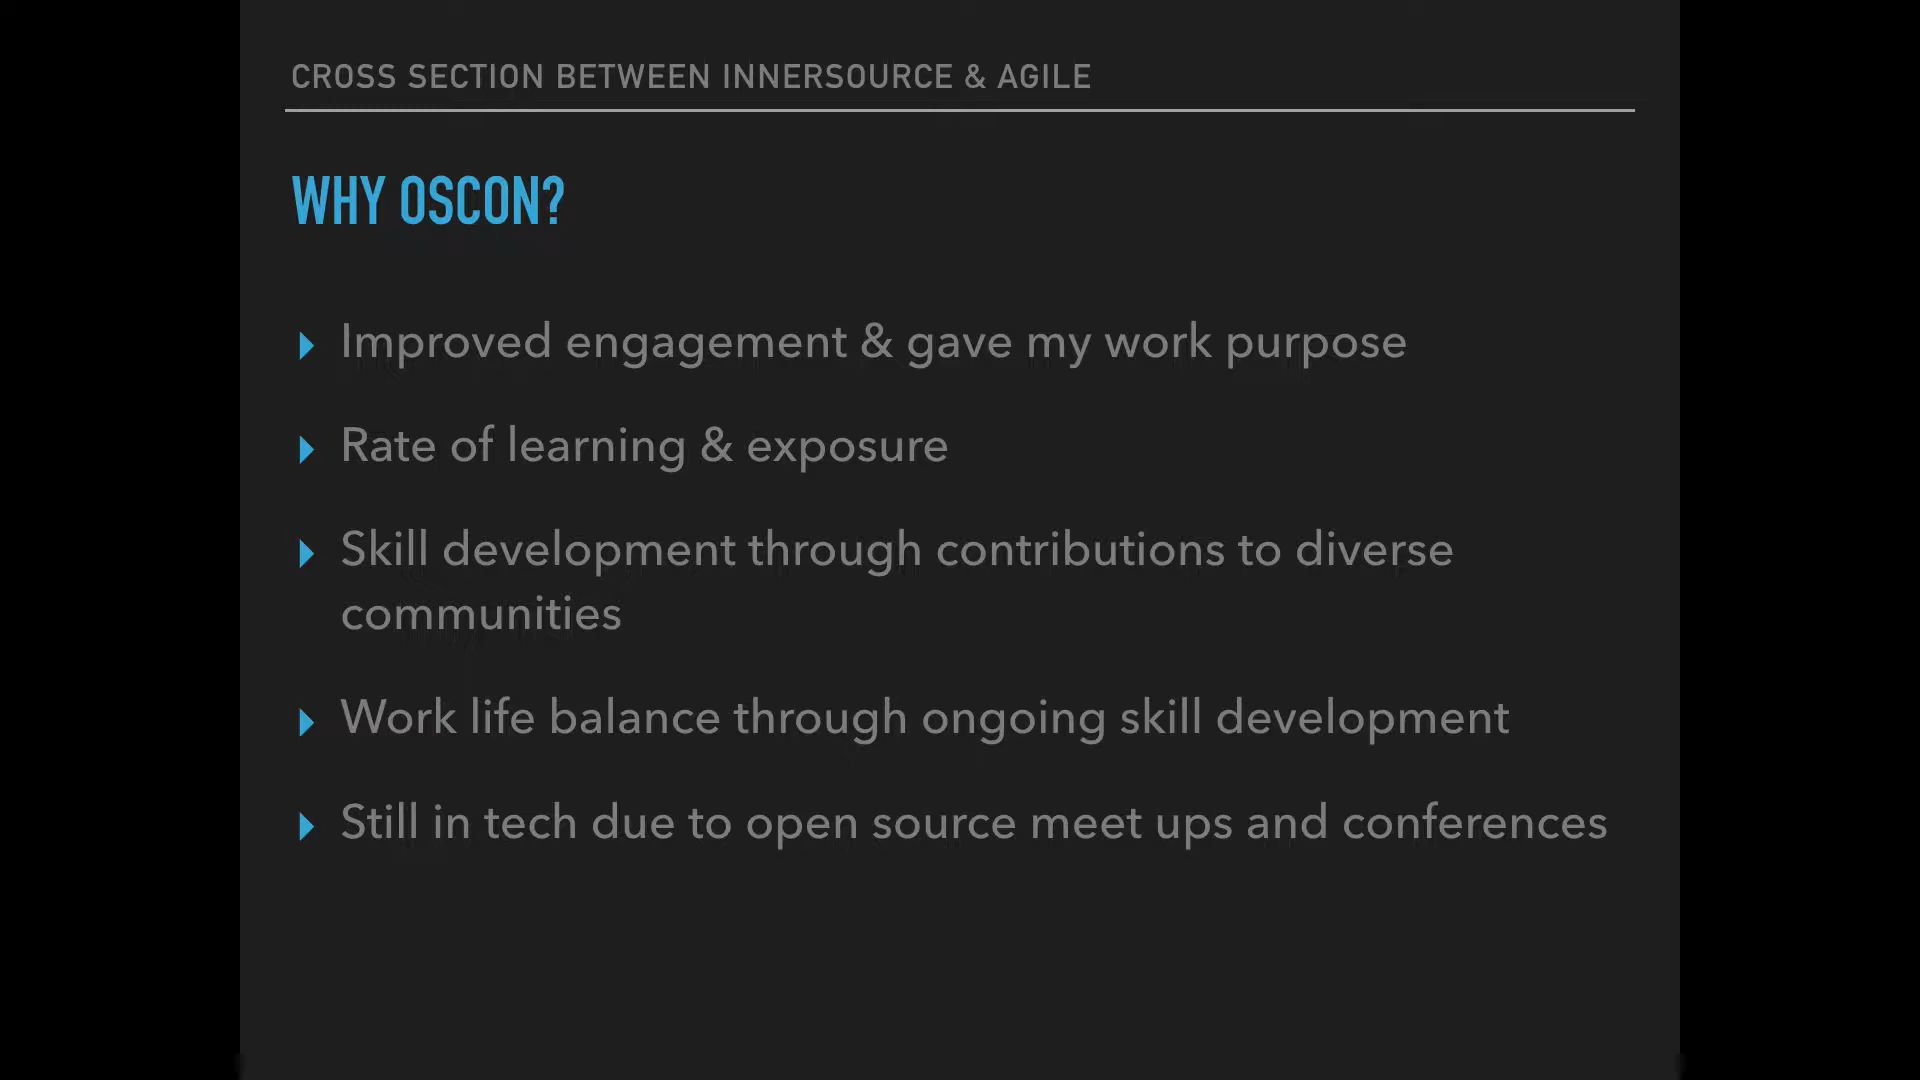 CROSS SECTION BETWEEN INNERSOURCE & AGILE
WHY OSCON?
Improved engagement & gave my work purpose
Rate of learning & exposure
Skill development through contributions to diverse
communities
Work life balance through ongoing skill development
Still in tech due to open source meet ups and conferences